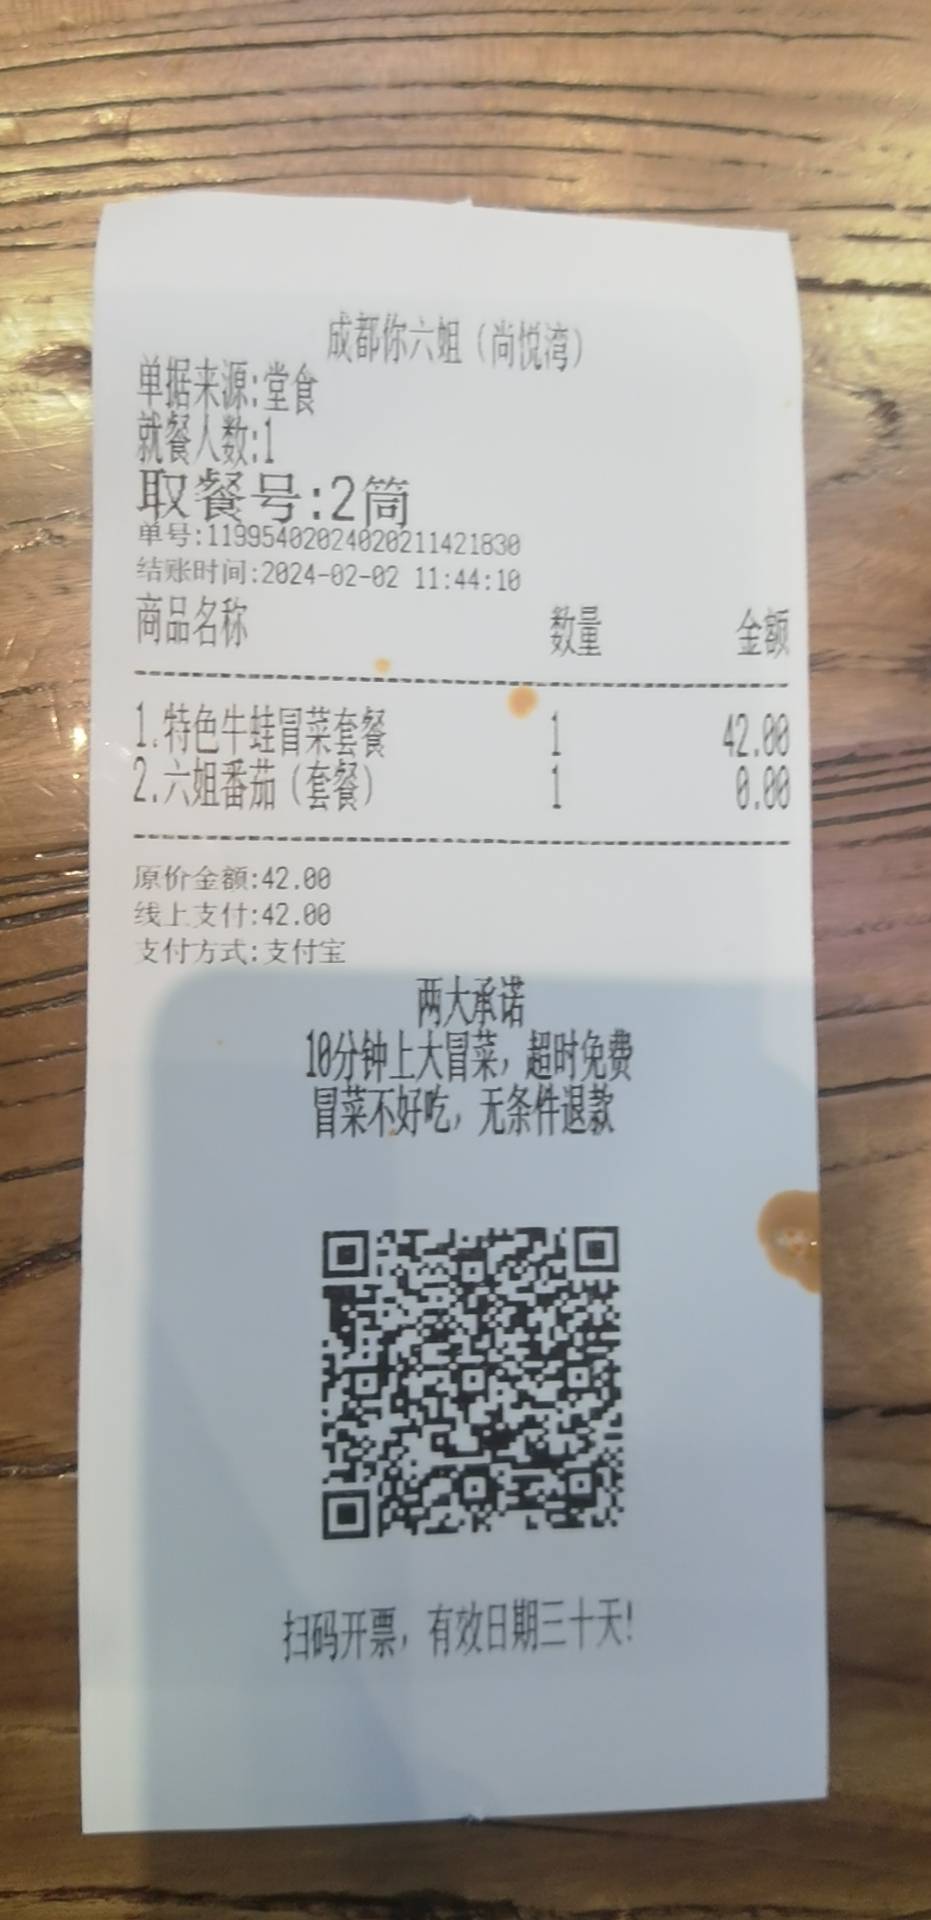 成都你六姐（尚悦湾）
单据来源:堂食
就餐人数:1
取餐号:2筒
单号:11995402024020211421830
结账时间:2024-02-02 11:44:10
商品名称 数量 金额
1.特色牛蛙冒菜套餐 1 42.00
2.六姐番茄（套餐） 1 0.00
原价金额:42.00
线上支付:42.00
支付方式:支付宝
两大承诺
10分钟上大冒菜，超时免费
冒菜不好吃，无条件退款
扫码开票，有效日期三十天!